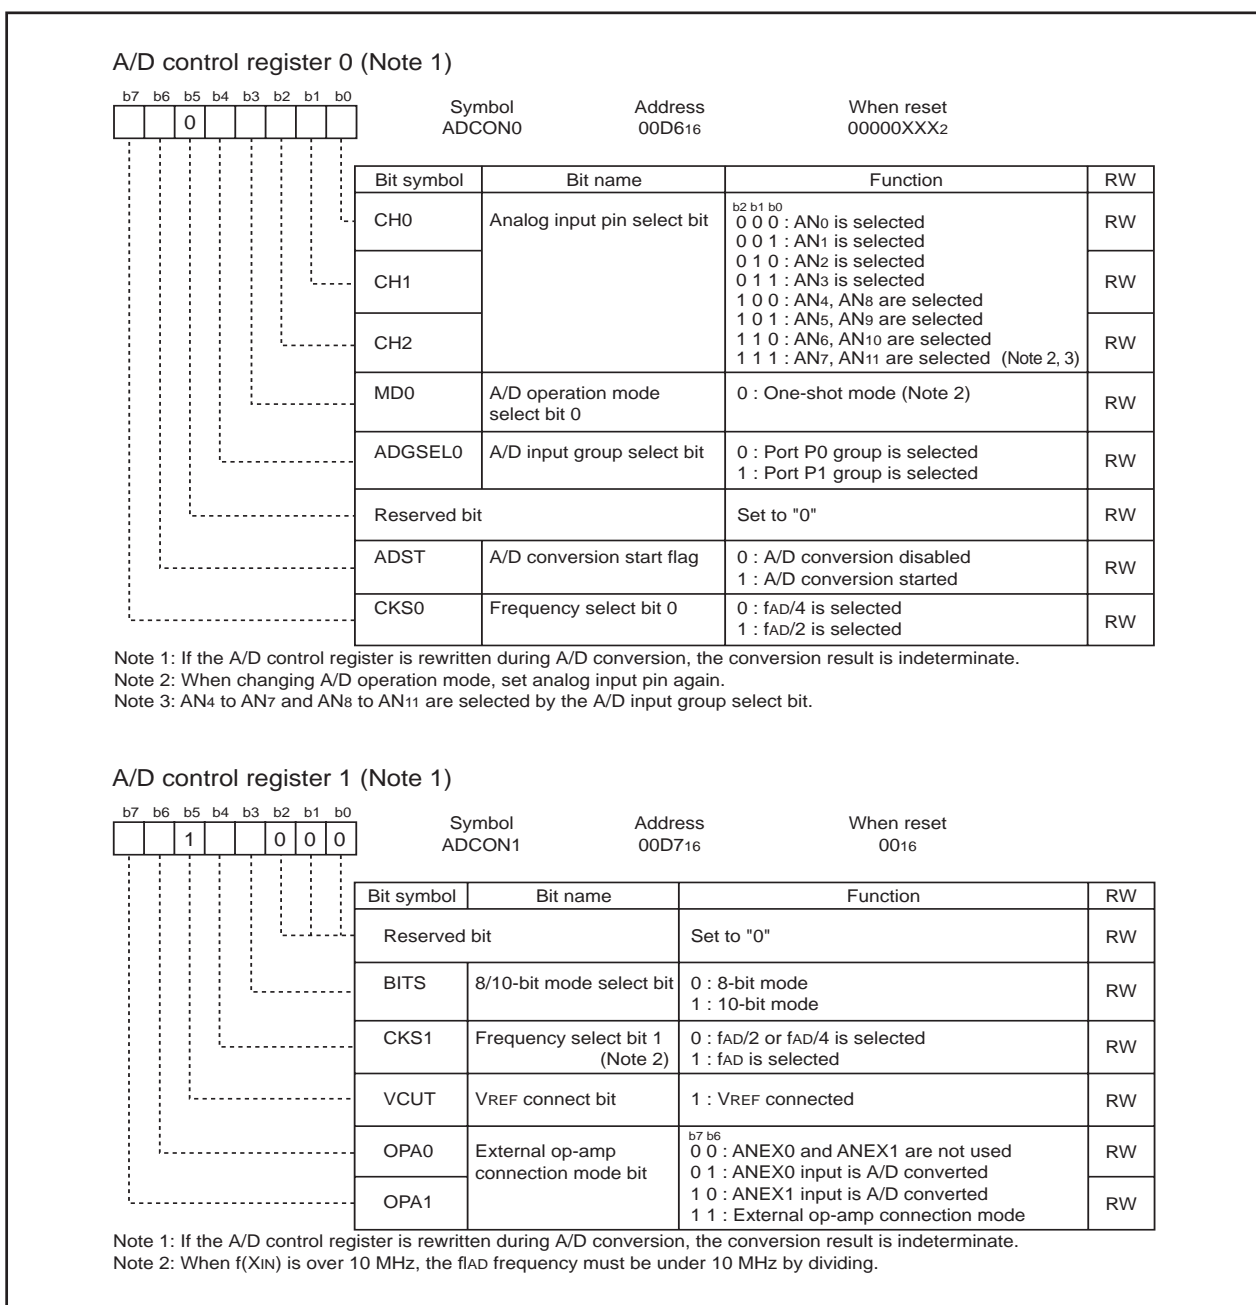 A/D control register 0 (Note 1)
b7 b6 b5 b4 b3 b2 b1 b0
0
Symbol Address When reset
ADCON0 00D616 00000XXX2
Bit symbol Bit name Function RW
CH0 Analog input pin select bit RW
b2 b1 b0
0 0 0 : AN0 is selected
0 0 1 : AN1 is selected
0 1 0 : AN2 is selected
CH1 0 1 1 : AN3 is selected RW
1 0 0 : AN4, AN8 are selected
1 0 1 : AN5, AN9 are selected
CH2 1 1 0 : AN6, AN10 are selected RW
1 1 1 : AN7, AN11 are selected (Note 2, 3)
MD0 A/D operation mode 0 : One-shot mode (Note 2) RW
select bit 0
ADGSEL0 A/D input group select bit 0 : Port P0 group is selected RW
1 : Port P1 group is selected
Reserved bit Set to "0" RW
ADST A/D conversion start flag 0 : A/D conversion disabled RW
1 : A/D conversion started
CKS0 Frequency select bit 0 0 : fAD/4 is selected RW
1 : fAD/2 is selected
Note 1: If the A/D control register is rewritten during A/D conversion, the conversion result is indeterminate.
Note 2: When changing A/D operation mode, set analog input pin again.
Note 3: AN4 to AN7 and AN8 to AN11 are selected by the A/D input group select bit.
A/D control register 1 (Note 1)
b7 b6 b5 b4 b3 b2 b1 b0
1 0 0 0
Symbol Address When reset
ADCON1 00D716 0016
Bit symbol Bit name Function RW
Reserved bit Set to "0" RW
BITS 8/10-bit mode select bit 0 : 8-bit mode RW
1 : 10-bit mode
CKS1 Frequency select bit 1 0 : fAD/2 or fAD/4 is selected RW
(Note 2) 1 : fAD is selected
VCUT VREF connect bit 1 : VREF connected RW
b7 b6
OPA0 External op-amp 0 0 : ANEX0 and ANEX1 are not used RW
connection mode bit 0 1 : ANEX0 input is A/D converted
OPA1 1 0 : ANEX1 input is A/D converted RW
1 1 : External op-amp connection mode
Note 1: If the A/D control register is rewritten during A/D conversion, the conversion result is indeterminate.
Note 2: When f(XIN) is over 10 MHz, the flAD frequency must be under 10 MHz by dividing.